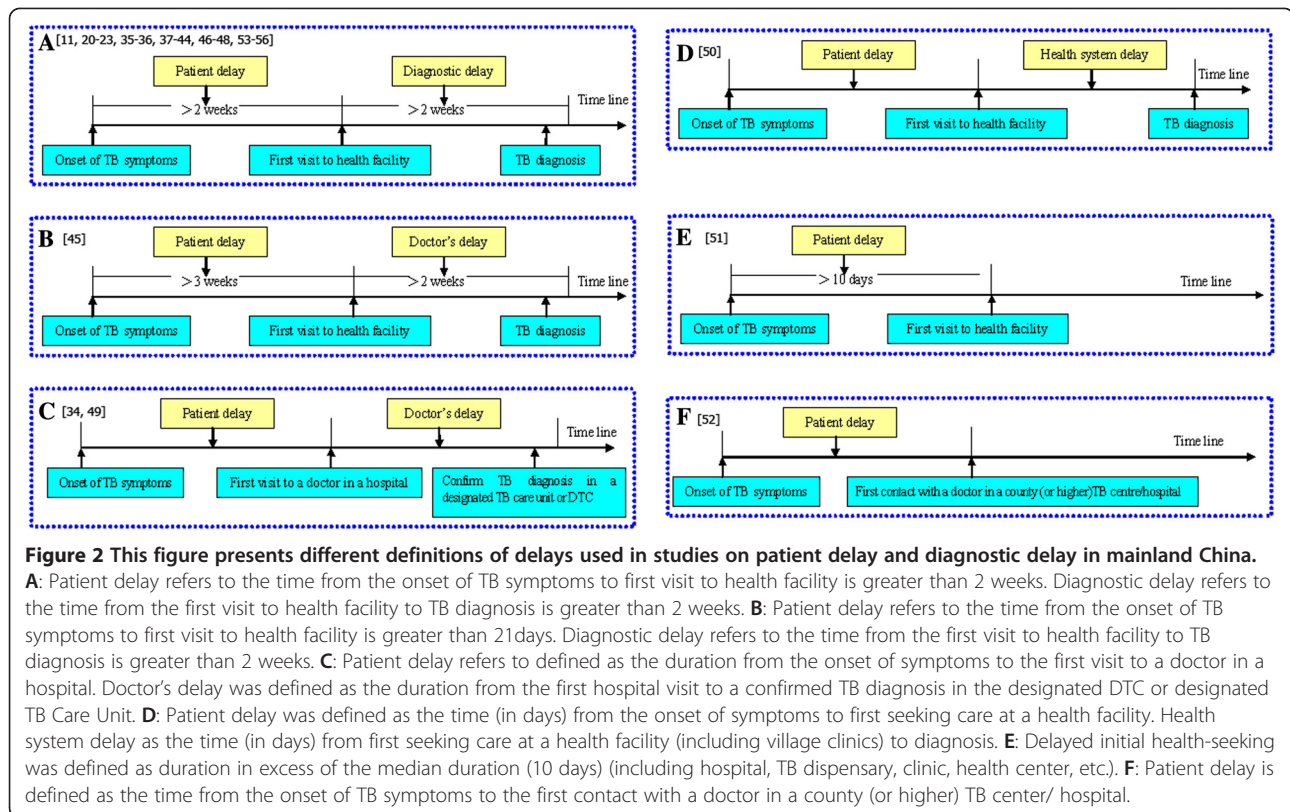 A [11, 20-23, 35-36, 37-44, 46-48, 53-56]
Patient delay
Diagnostic delay
>2 weeks
>2 weeks
Time line
Onset of TB symptoms
First visit to health facility
TB diagnosis
B [45]
Patient delay
Doctor's delay
>3 weeks
>2 weeks
Time line
Onset of TB symptoms
First visit to health facility
TB diagnosis
C [34, 49]
Patient delay
Doctor's delay
Time line
Onset of TB symptoms
First visit to a doctor in a hospital
Confirm TB diagnosis in a
designated TB care unit or DTC
D [50]
Patient delay
Health system delay
Time line
Onset of TB symptoms
First visit to health facility
TB diagnosis
E [51]
Patient delay
>10 days
Time line
Onset of TB symptoms
First visit to health facility
F [52]
Patient delay
Time line
Onset of TB symptoms
First contact with a doctor in a county (or higher) TB centre/hospital
Figure 2 This figure presents different definitions of delays used in studies on patient delay and diagnostic delay in mainland China.
A: Patient delay refers to the time from the onset of TB symptoms to first visit to health facility is greater than 2 weeks. Diagnostic delay refers to
the time from the first visit to health facility to TB diagnosis is greater than 2 weeks. B: Patient delay refers to the time from the onset of TB
symptoms to first visit to health facility is greater than 21days. Diagnostic delay refers to the time from the first visit to health facility to TB
diagnosis is greater than 2 weeks. C: Patient delay refers to defined as the duration from the onset of symptoms to the first visit to a doctor in a
hospital. Doctor's delay was defined as the duration from the first hospital visit to a confirmed TB diagnosis in the designated DTC or designated
TB Care Unit. D: Patient delay was defined as the time (in days) from the onset of symptoms to first seeking care at a health facility. Health
system delay as the time (in days) from first seeking care at a health facility (including village clinics) to diagnosis. E: Delayed initial health-seeking
was defined as duration in excess of the median duration (10 days) (including hospital, TB dispensary, clinic, health center, etc.). F: Patient delay is
defined as the time from the onset of TB symptoms to the first contact with a doctor in a county (or higher) TB center/ hospital.